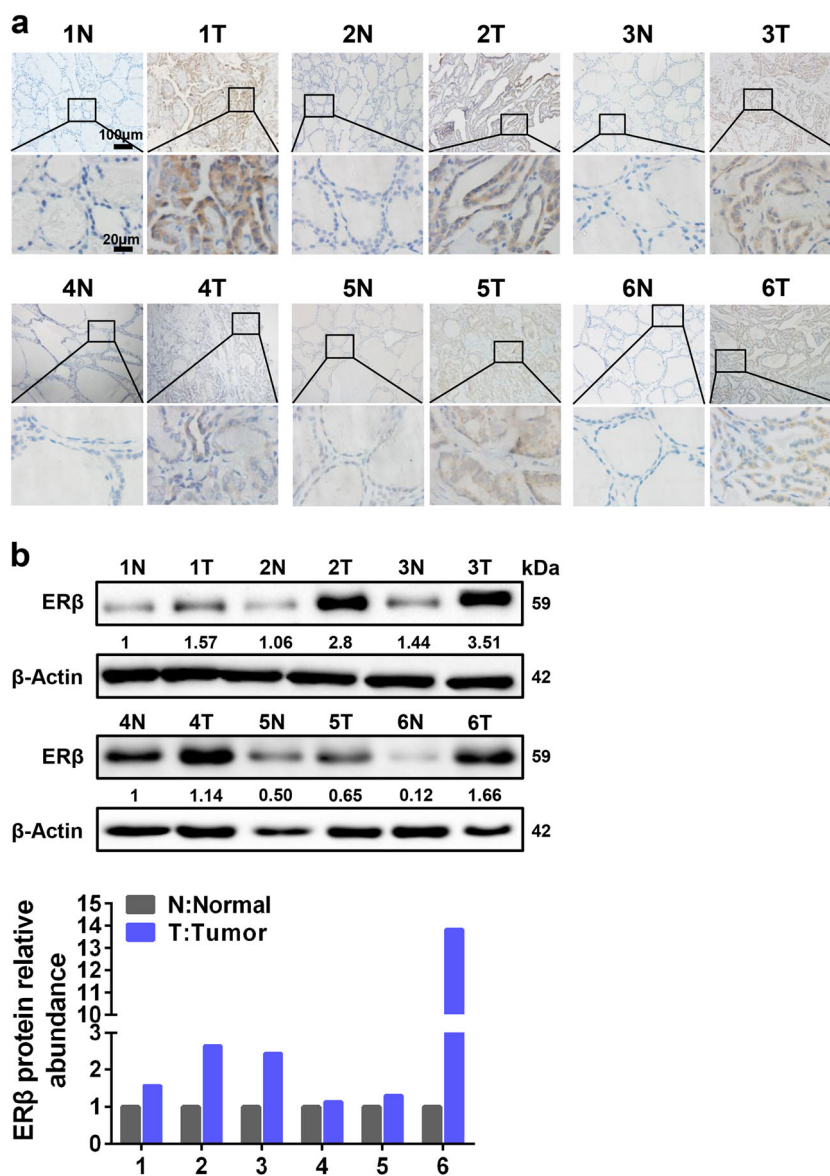 a
1N 1T 2N 2T 3N 3T
100μm
20μm
4N 4T 5N 5T 6N 6T
b
1N 1T 2N 2T 3N 3T kDa
ERβ 59
1 1.57 1.06 2.8 1.44 3.51
β-Actin 42
4N 4T 5N 5T 6N 6T
ERβ 59
1 1.14 0.50 0.65 0.12 1.66
β-Actin 42
ERβ protein relative
abundance
15
14
13
12
11
10
3
2
1
0
N:Normal
T:Tumor
1 2 3 4 5 6